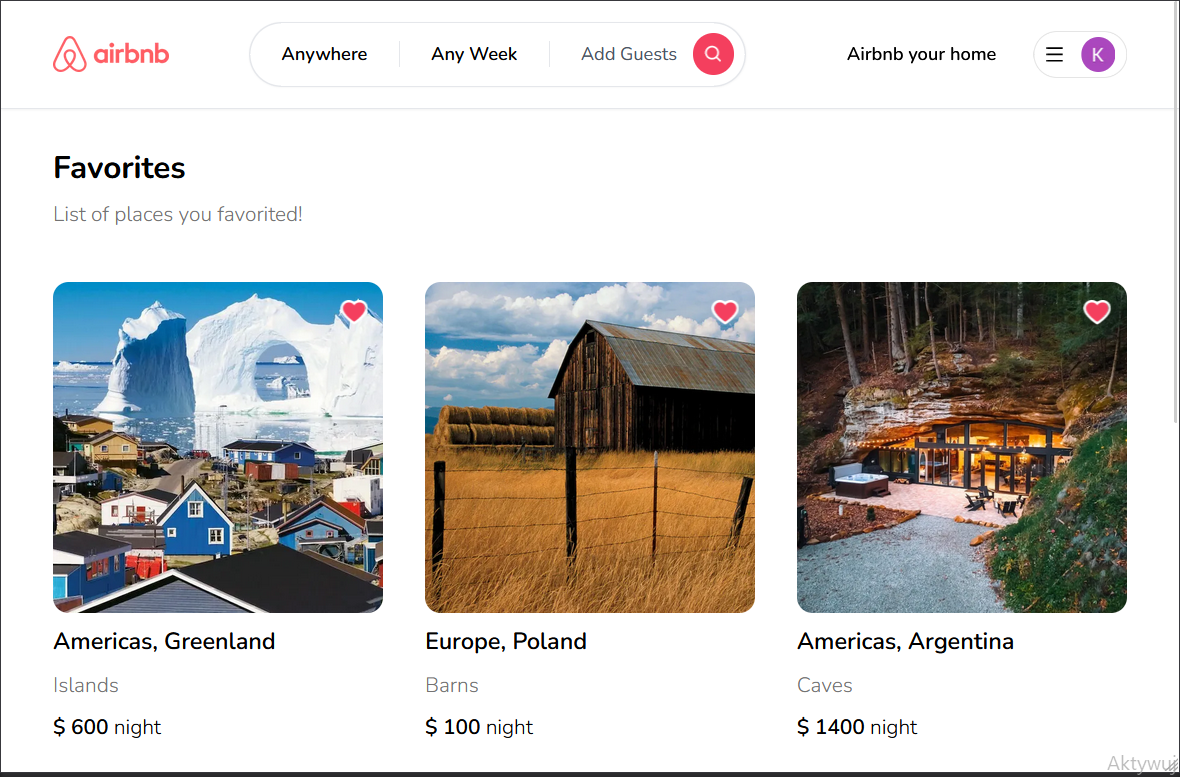 airbnb
Anywhere
Any Week
Add Guests
Airbnb your home
K
Favorites
List of places you favorited!
Americas, Greenland
Islands
$ 600 night
Europe, Poland
Barns
$ 100 night
Americas, Argentina
Caves
$ 1400 night
Aktywuj